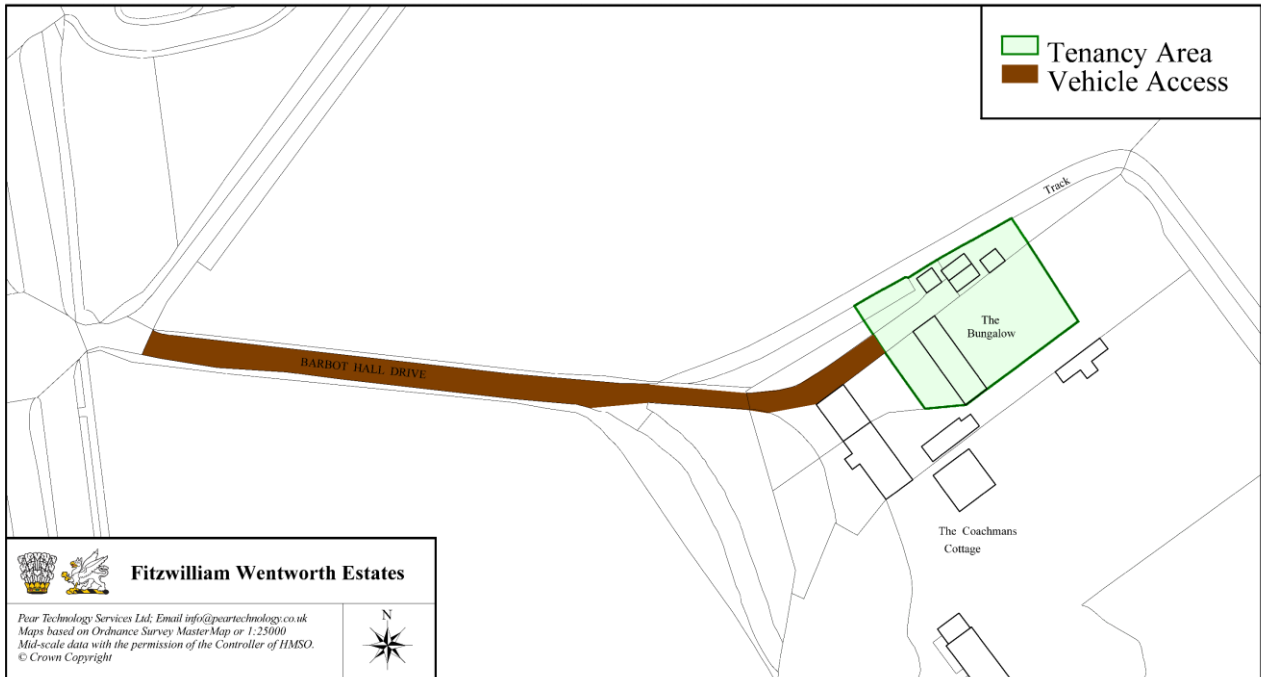 Tenancy Area
Vehicle Access
Track
The
Bungalow
BARBOT HALL DRIVE
The Coachmans
Cottage
Fitzwilliam Wentworth Estates
Pear Technology Services Ltd; Email info@peartechnology.co.uk
Maps based on Ordnance Survey MasterMap or 1:25000
Mid-scale data with the permission of the Controller of HMSO.
© Crown Copyright
N